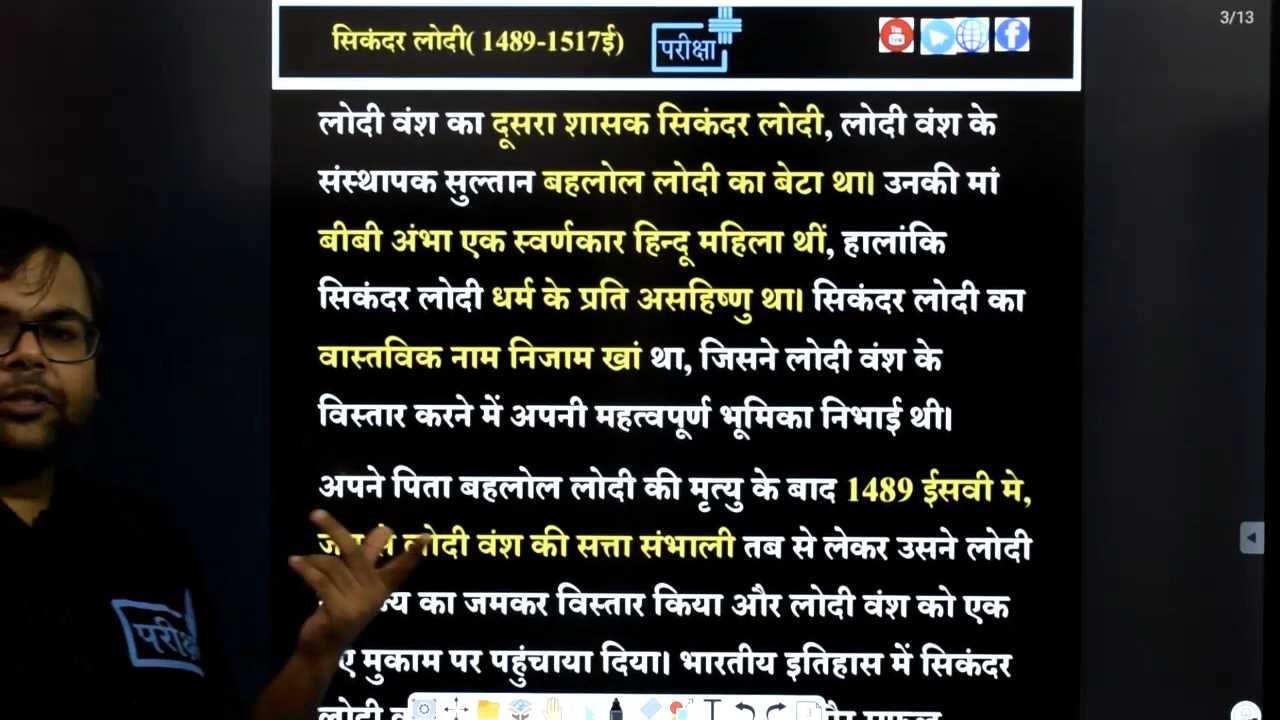 3/13
सिकंदर लोदी( 1489-1517ई)
परीक्षा
You
लोदी वंश का दूसरा शासक सिकंदर लोदी, लोदी वंश के
संस्थापक सुल्तान बहलोल लोदी का बेटा था। उनकी मां
बीबी अंभा एक स्वर्णकार हिन्दू महिला थीं, हालांकि
सिकंदर लोदी धर्म के प्रति असहिष्णु था। सिकंदर लोदी का
वास्तविक नाम निजाम खां था, जिसने लोदी वंश के
विस्तार करने में अपनी महत्वपूर्ण भूमिका निभाई थी।
अपने पिता बहलोल लोदी की मृत्यु के बाद 1489 ईसवी मे,
लोदी वंश की सत्ता संभाली तब से लेकर उसने लोदी
का जमकर विस्तार किया और लोदी वंश को एक
मुकाम पर पहुंचाया दिया। भारतीय इतिहास में सिकंदर
लोदी